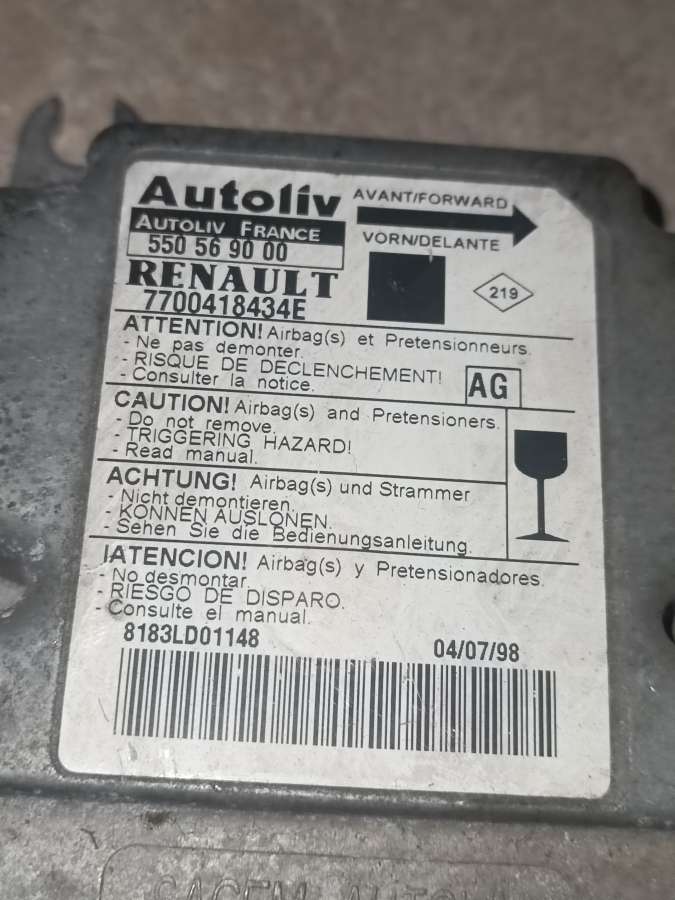 Autoliv
AVANT/FORWARD
AUTOLIV FRANCE
550 56 90 00
VORN/DELANTE
RENAULT
7700418434E
219
ATTENTION! Airbag(s) et Pretensionneurs.
- Ne pas demonter.
- RISQUE DE DECLENCHEMENT!
- Consulter la notice.
AG
CAUTION! Airbag(s) and Pretensioners.
- Do not remove.
- TRIGGERING HAZARD!
- Read manual.
ACHTUNG! Airbag(s) und Strammer
- Nicht demontieren.
- KONNEN AUSLONEN.
- Sehen Sie die Bedienungsanleitung.
IATENCION! Airbag(s) y Pretensionadores.
- No desmontar.
- RIESGO DE DISPARO.
- Consulte el manual.
8183LD01148
04/07/98
SAGEM